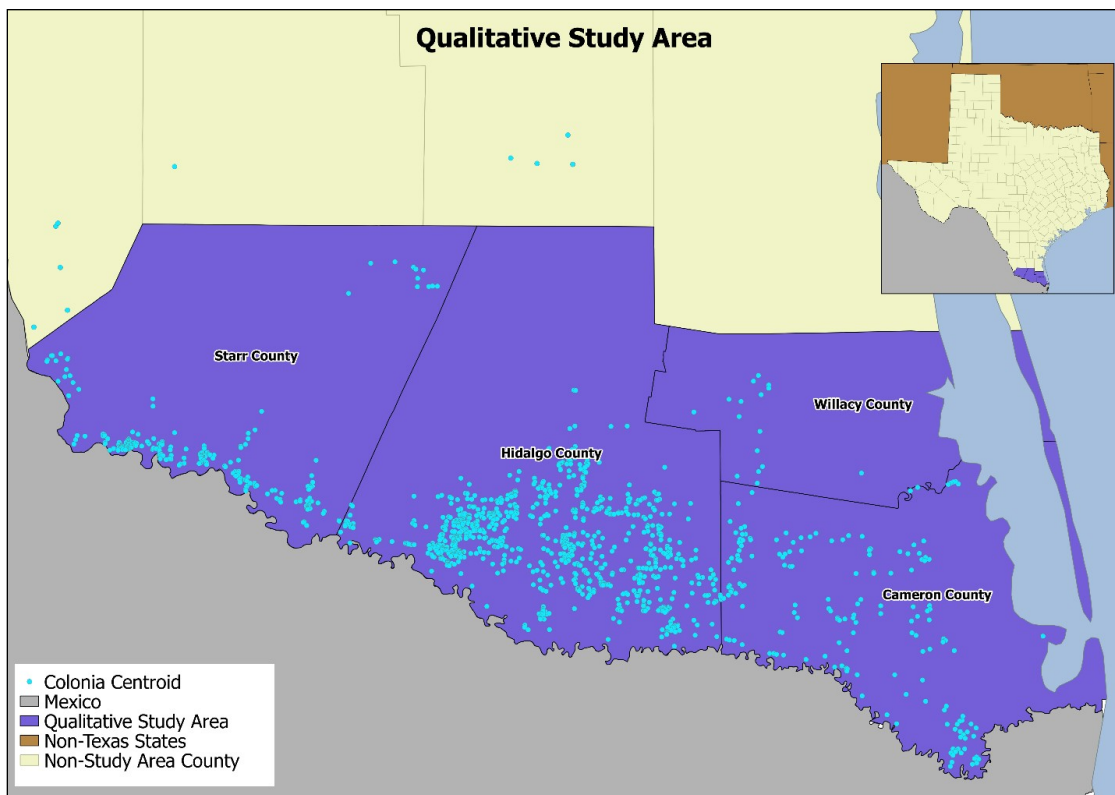 Qualitative Study Area
Starr County
Willacy County
Hidalgo County
Cameron County
Colonia Centroid
Mexico
Qualitative Study Area
Non-Texas States
Non-Study Area County